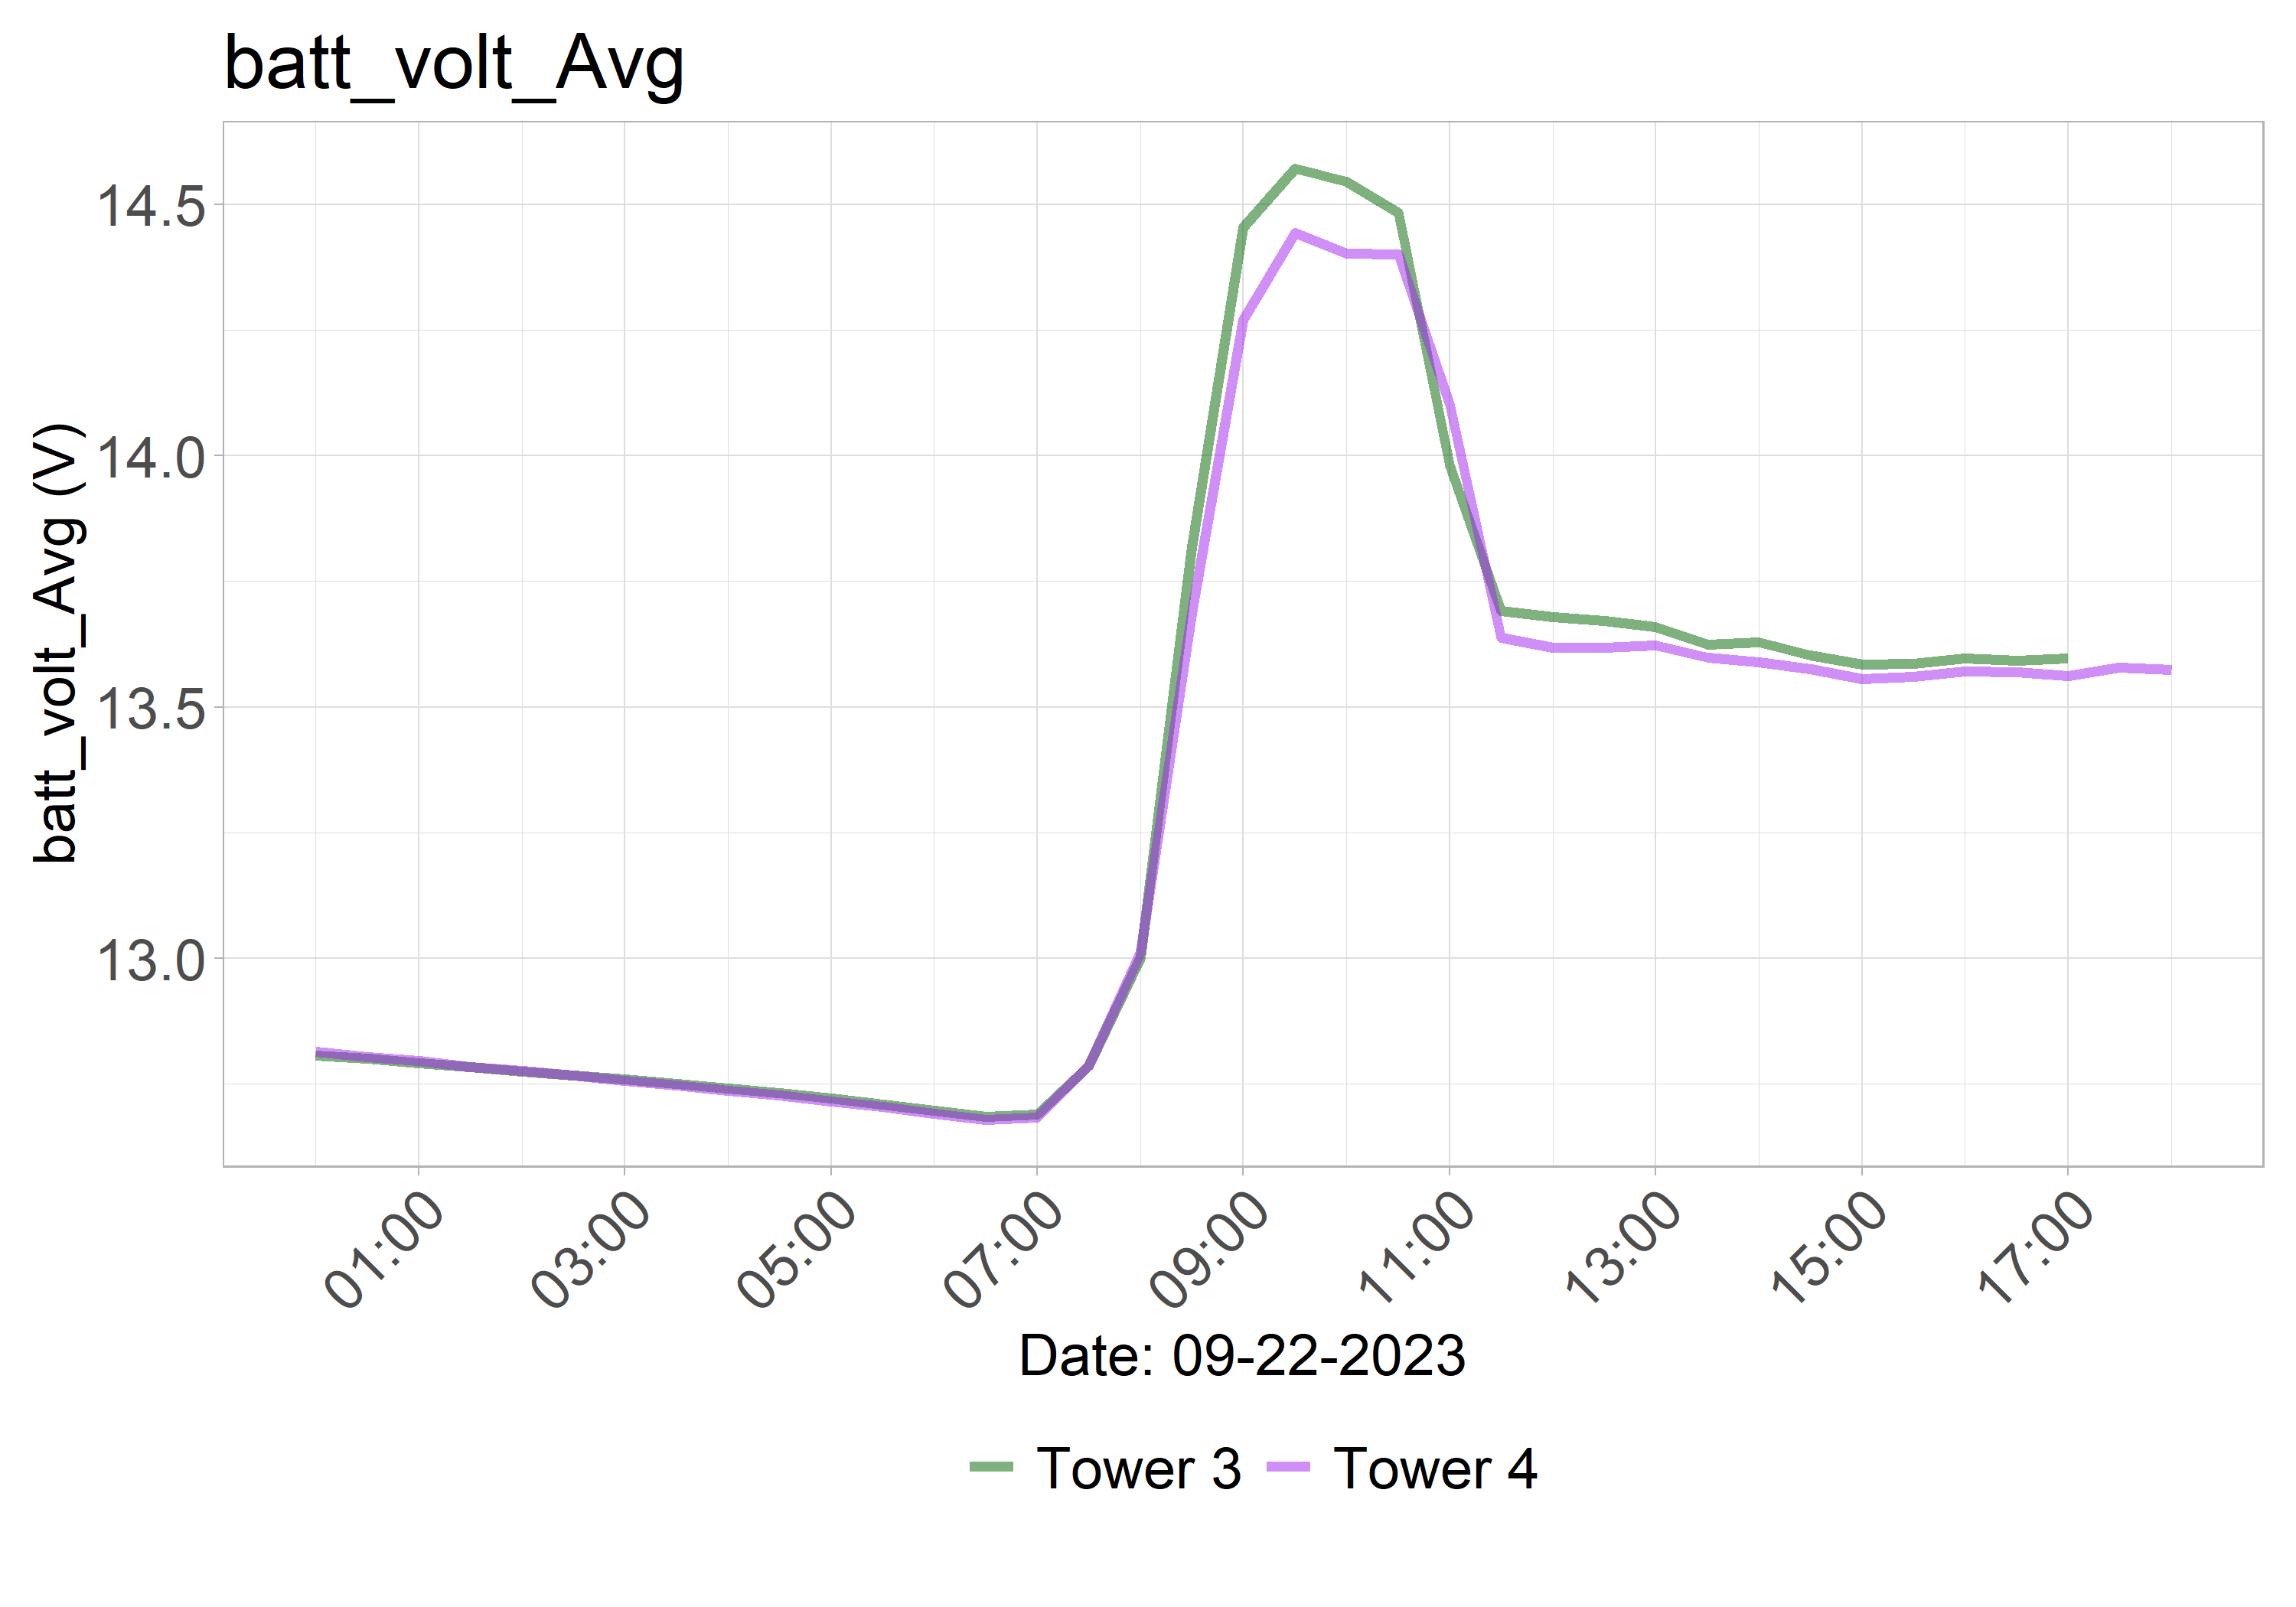 batt_volt_Avg
batt_volt_Avg (V)
14.5
14.0
13.5
13.0
01:00 03:00 05:00 07:00 09:00 11:00 13:00 15:00 17:00
Date: 09-22-2023
Tower 3 Tower 4